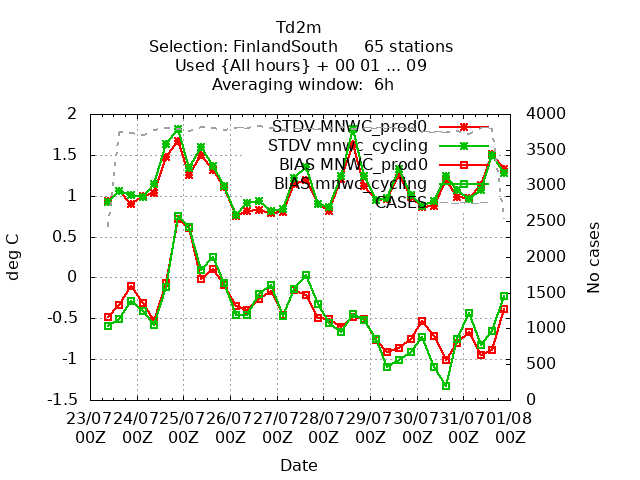 Td2m
Selection: FinlandSouth 65 stations
Used {All hours} + 00 01 ... 09
Averaging window: 6h
STDV MNWC_prod0
STDV mnwc_cycling
BIAS MNWC_prod0
BIAS mnwc_cycling
CASES
2
1.5
1
0.5
0
-0.5
-1
-1.5
deg C
4000
3500
3000
2500
2000
1500
1000
500
0
No cases
23/07 24/07 25/07 26/07 27/07 28/07 29/07 30/07 31/07 01/08
00Z 00Z 00Z 00Z 00Z 00Z 00Z 00Z 00Z 00Z
Date